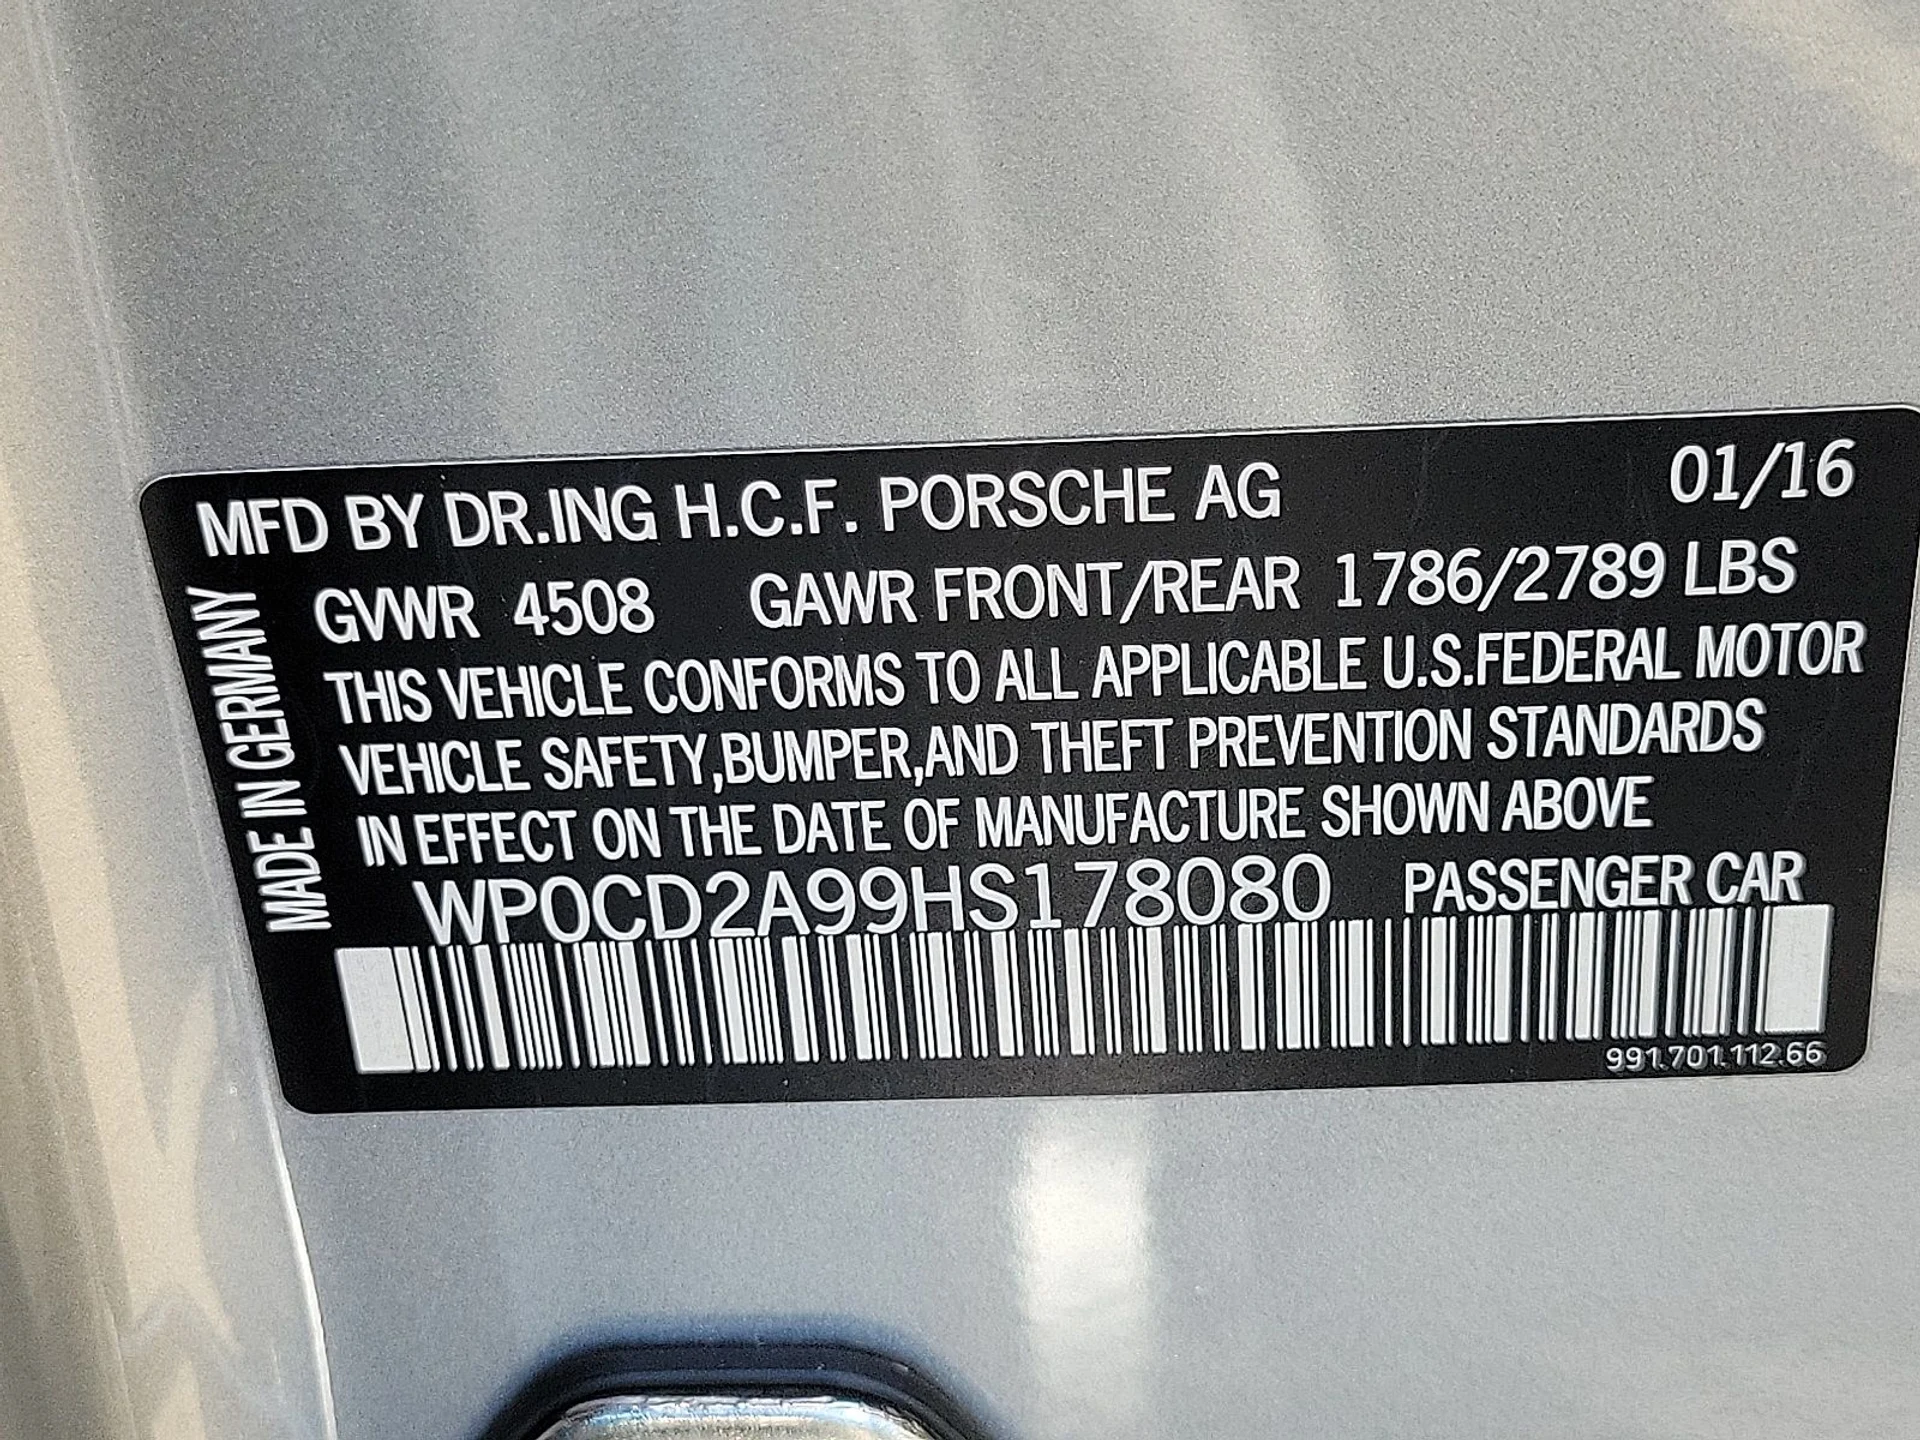 MFD BY DR.ING H.C.F. PORSCHE AG 01/16
GVWR 4508 GAWR FRONT/REAR 1786/2789 LBS
THIS VEHICLE CONFORMS TO ALL APPLICABLE U.S.FEDERAL MOTOR
VEHICLE SAFETY,BUMPER,AND THEFT PREVENTION STANDARDS
IN EFFECT ON THE DATE OF MANUFACTURE SHOWN ABOVE
WP0CD2A99HS178080 PASSENGER CAR
991.701.112.66
MADE IN GERMANY